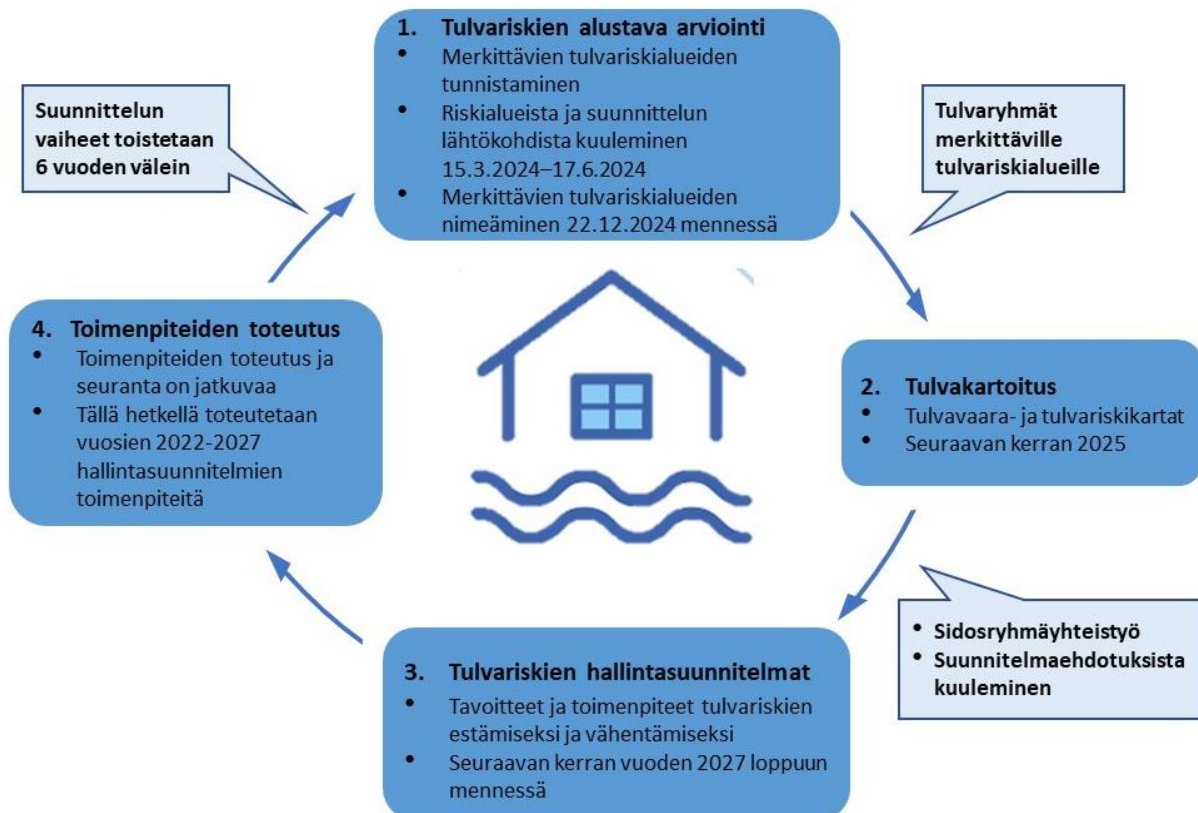 1. Tulvariskien alustava arviointi
• Merkittävien tulvariskialueiden
tunnistaminen
• Riskialueista ja suunnittelun
lähtökohdista kuuleminen
15.3.2024–17.6.2024
• Merkittävien tulvariskialueiden
nimeäminen 22.12.2024 mennessä
Suunnittelun
vaiheet toistetaan
6 vuoden välein
Tulvaryhmät
merkittäville
tulvariskialueille
2. Tulvakartoitus
• Tulvavaara- ja tulvariskikartat
• Seuraavan kerran 2025
• Sidosryhmäyhteistyö
• Suunnitelmaehdotuksista
kuuleminen
3. Tulvariskien hallintasuunnitelmat
• Tavoitteet ja toimenpiteet tulvariskien
estämiseksi ja vähentämiseksi
• Seuraavan kerran vuoden 2027 loppuun
mennessä
4. Toimenpiteiden toteutus
• Toimenpiteiden toteutus ja
seuranta on jatkuvaa
• Tällä hetkellä toteutetaan
vuosien 2022-2027
hallintasuunnitelmien
toimenpiteitä